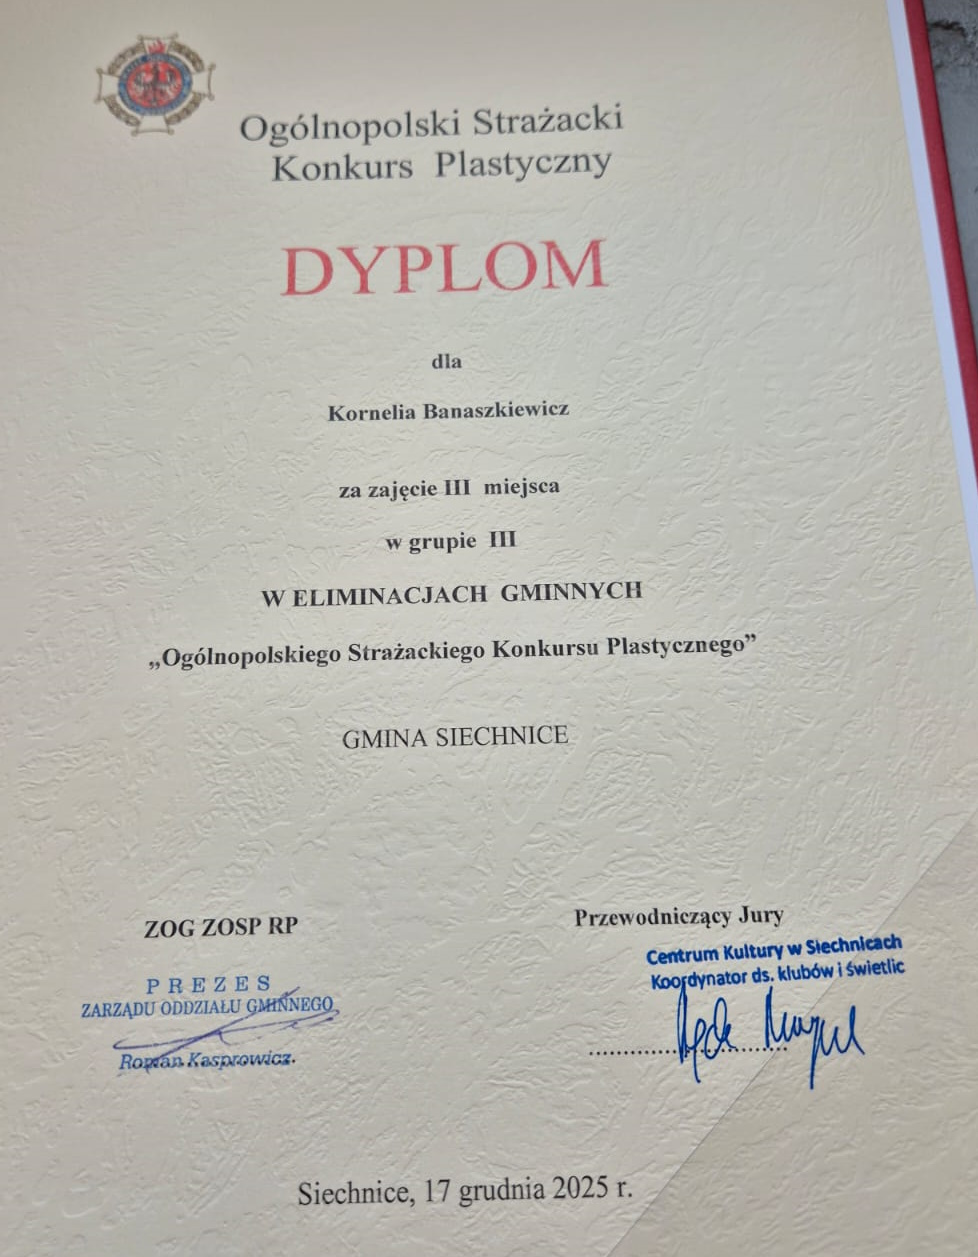 Ogólnopolski Strażacki
Konkurs Plastyczny
DYPLOM
dla
Kornelia Banaszkiewicz
za zajęcie III miejsca
w grupie III
W ELIMINACJACH GMINNYCH
„Ogólnopolskiego Strażackiego Konkursu Plastycznego”
GMINA SIECHNICE
ZOG ZOSP RP
PREZES
ZARZĄDU ODDZIAŁU GMINNEGO
Roman Kasprowicz.
Przewodniczący Jury
Centrum Kultury w Siechnicach
Koordynator ds. klubów i świetlic
Siechnice, 17 grudnia 2025 r.